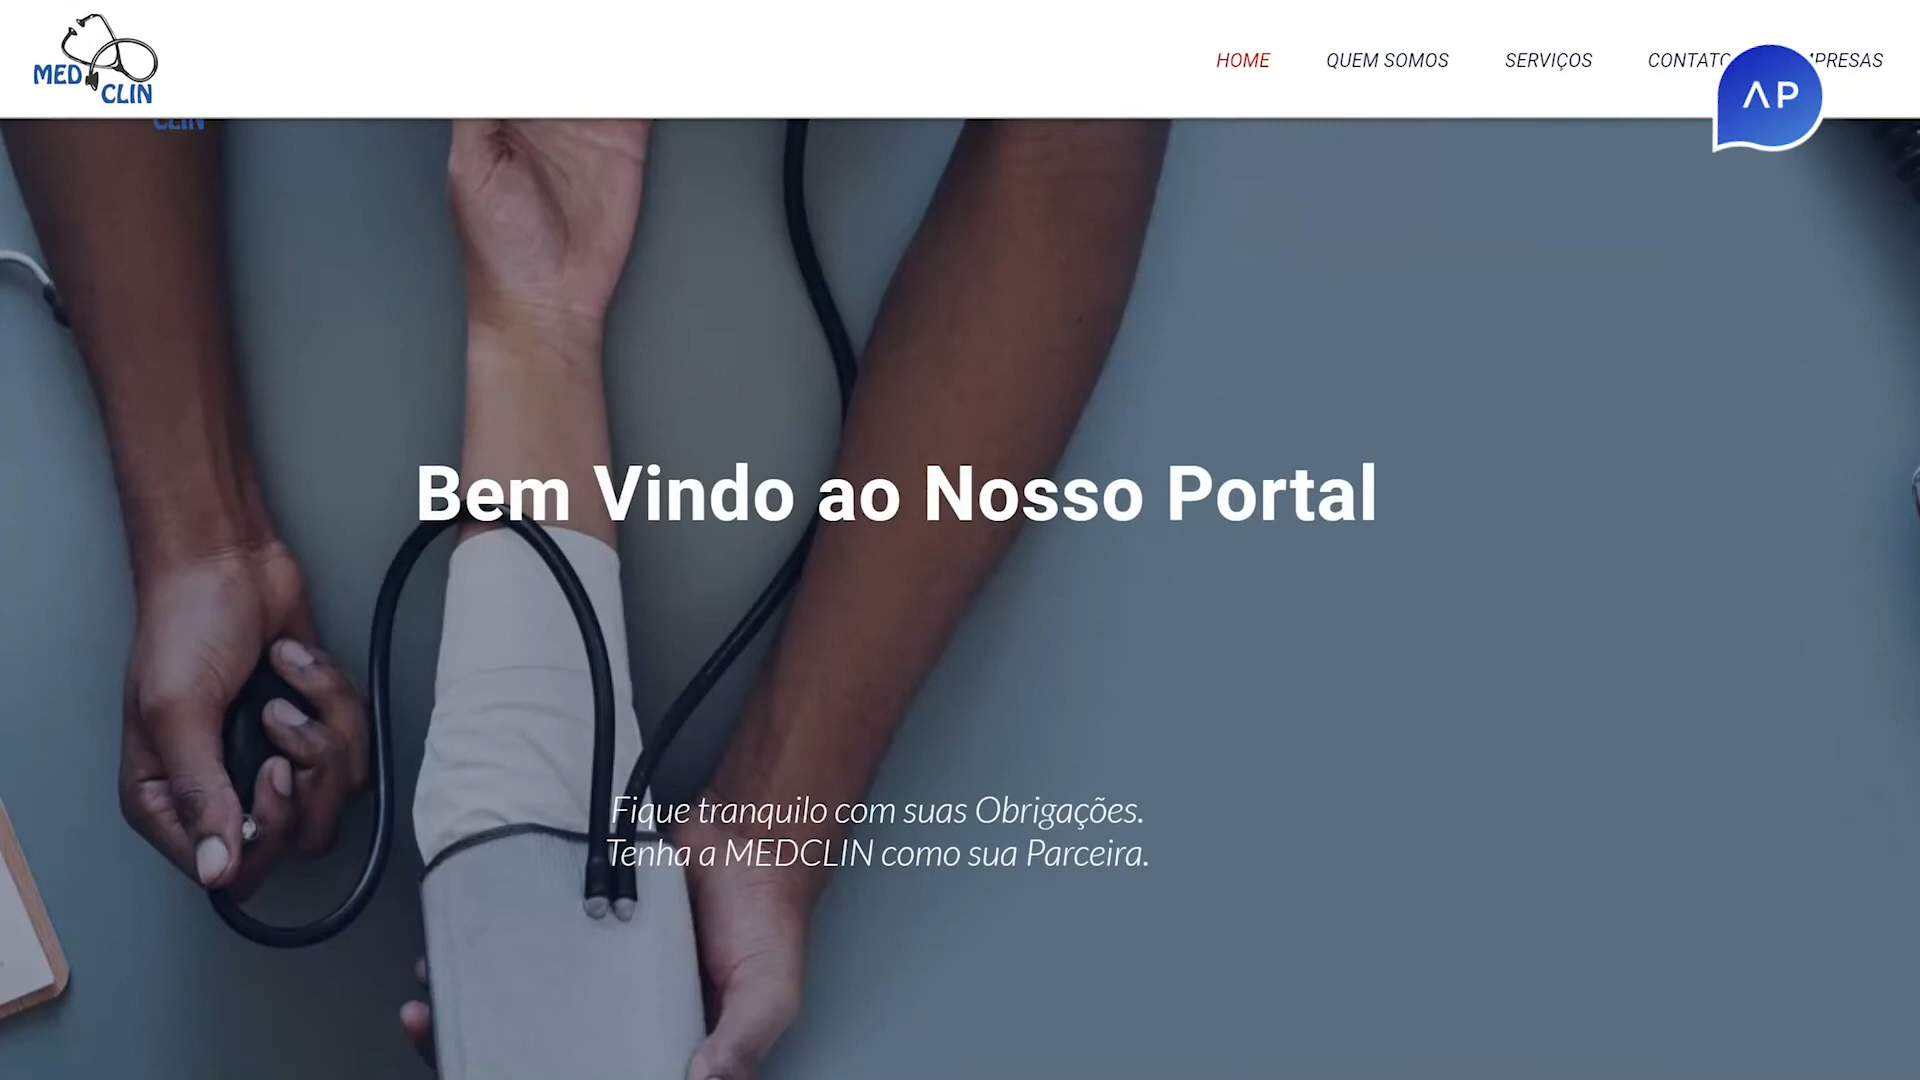 MED
CLIN
HOME
QUEM SOMOS
SERVIÇOS
CONTATO
AP
Bem Vindo ao Nosso Portal
Fique tranquilo com suas Obrigações.
Tenha a MEDCLIN como sua Parceira.